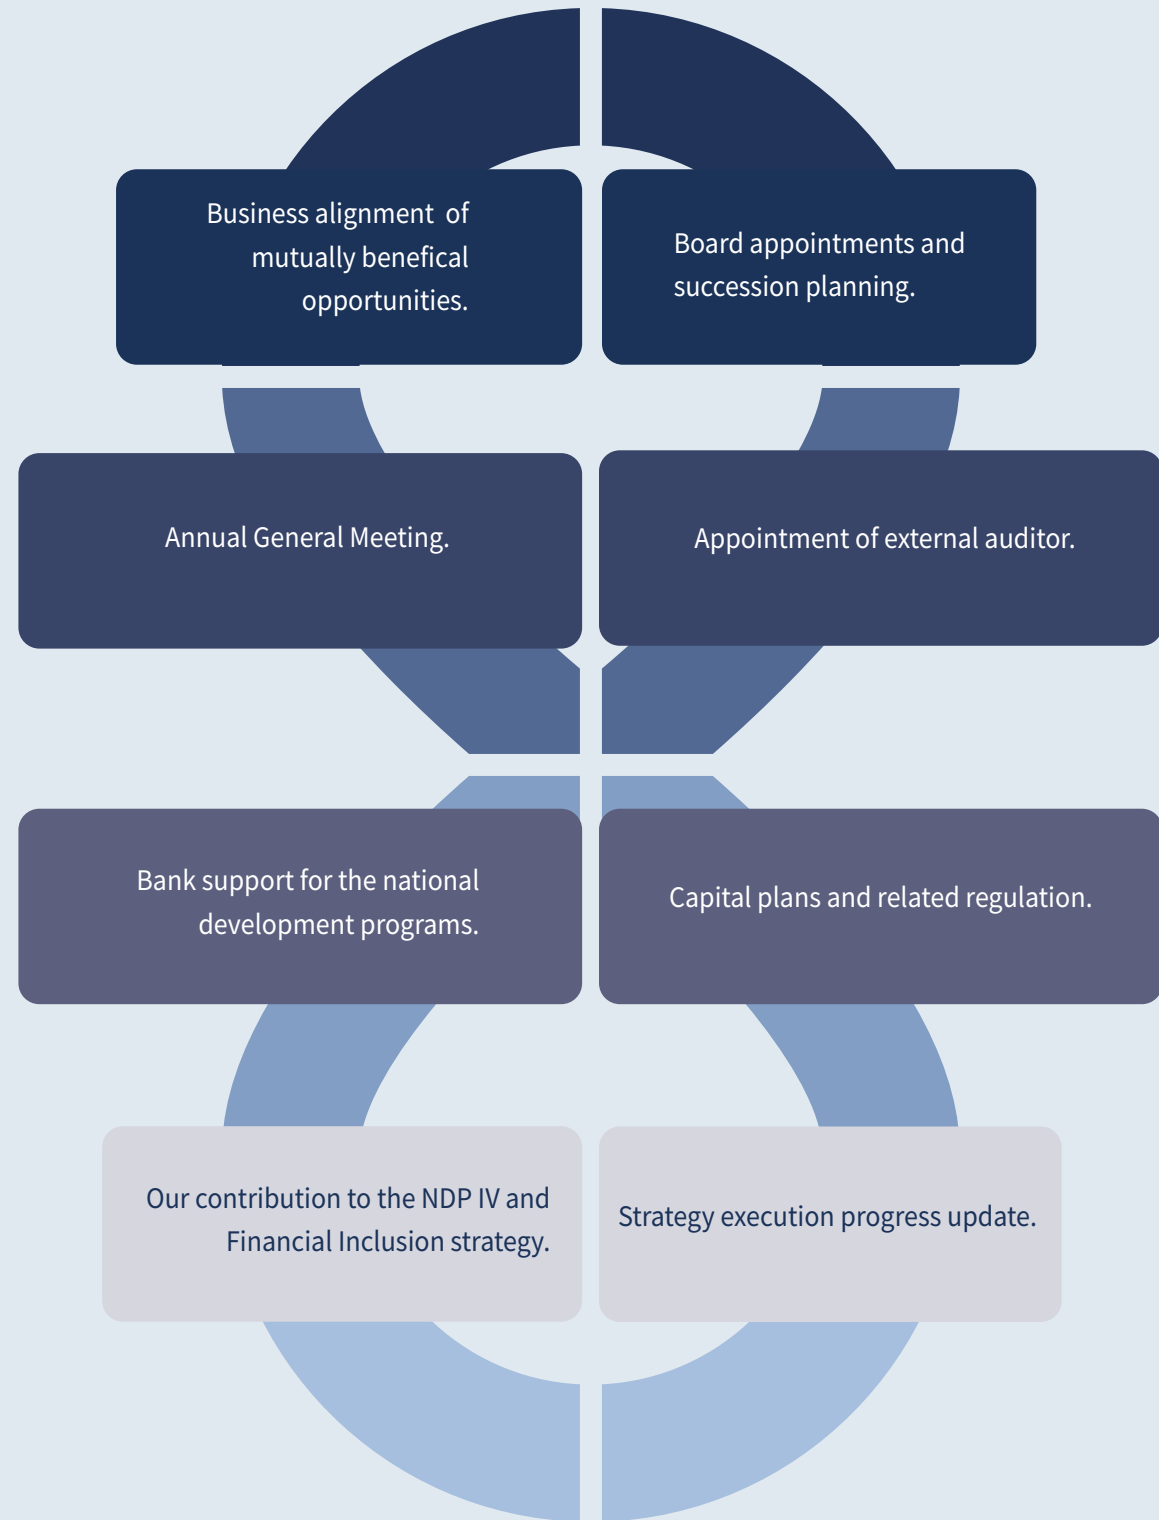 Business alignment  of
mutually benefical
opportunities.
Board appointments and
succession planning.
Annual General Meeting.
Appointment of external auditor.
Bank support for the national
development programs.
Capital plans and related regulation.
Our contribution to the NDP IV and
Financial Inclusion strategy.
Strategy execution progress update.